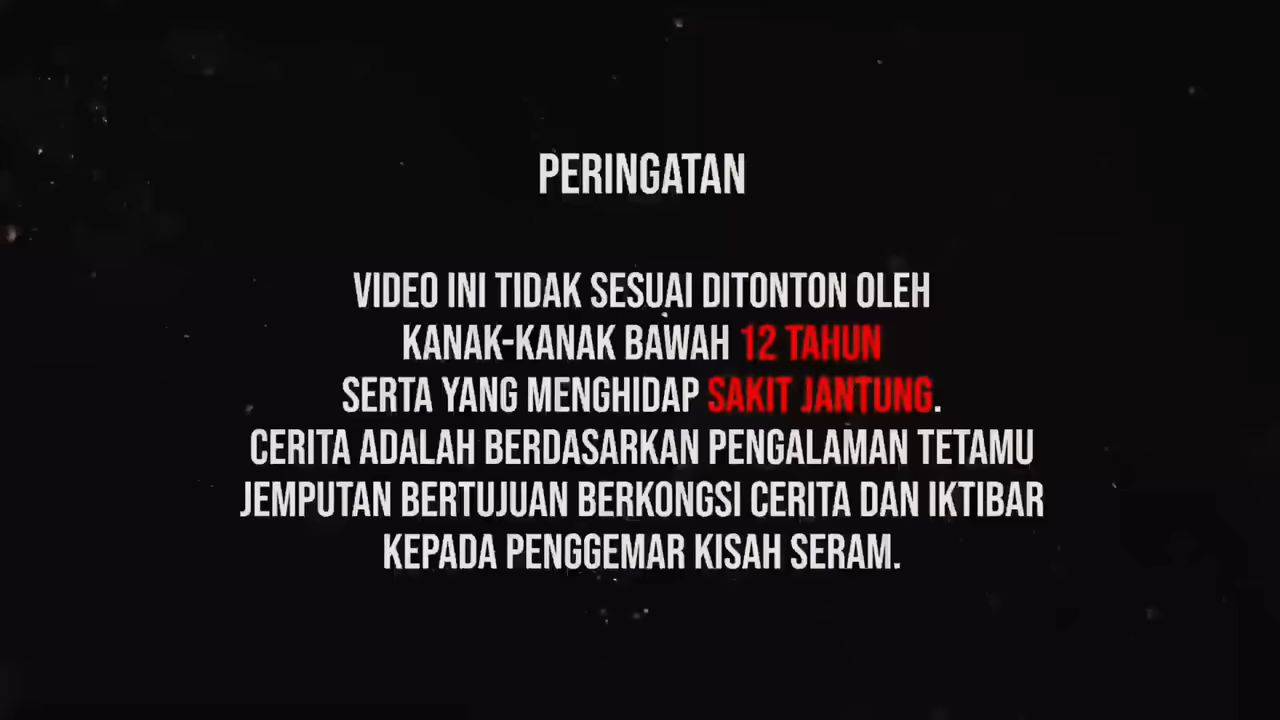 PERINGATAN
VIDEO INI TIDAK SESUAI DITONTON OLEH
KANAK-KANAK BAWAH 12 TAHUN
SERTA YANG MENGHIDAP SAKIT JANTUNG.
CERITA ADALAH BERDASARKAN PENGALAMAN TETAMU
JEMPUTAN BERTUJUAN BERKONGSI CERITA DAN IKTIBAR
KEPADA PENGGEMAR KISAH SERAM.